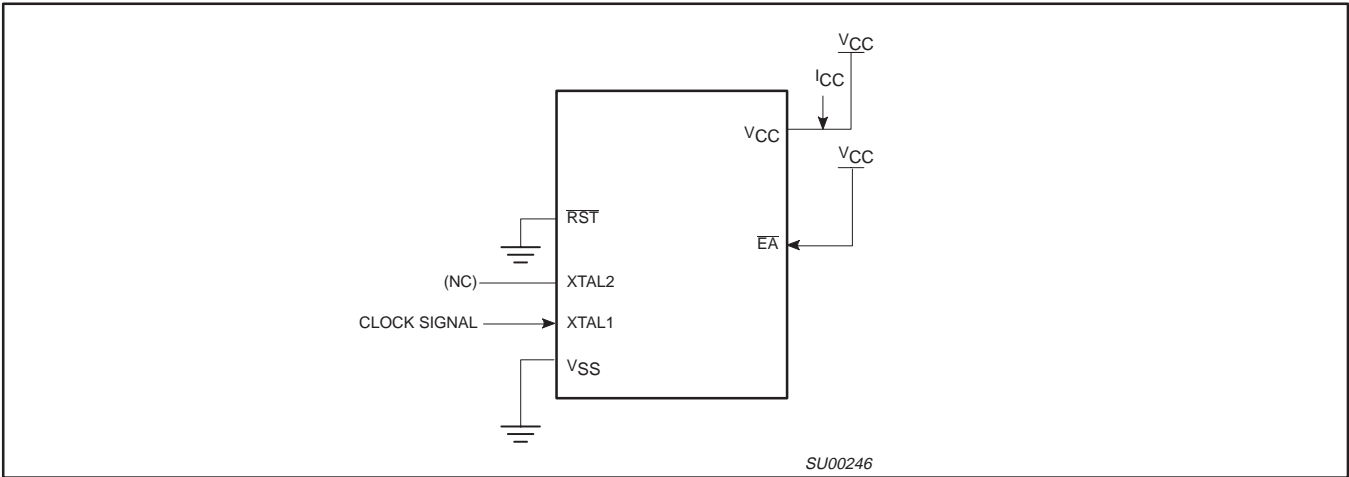 VCC
ICC
VCC
VCC
RST
EA
(NC)
XTAL2
CLOCK SIGNAL
XTAL1
VSS
SU00246